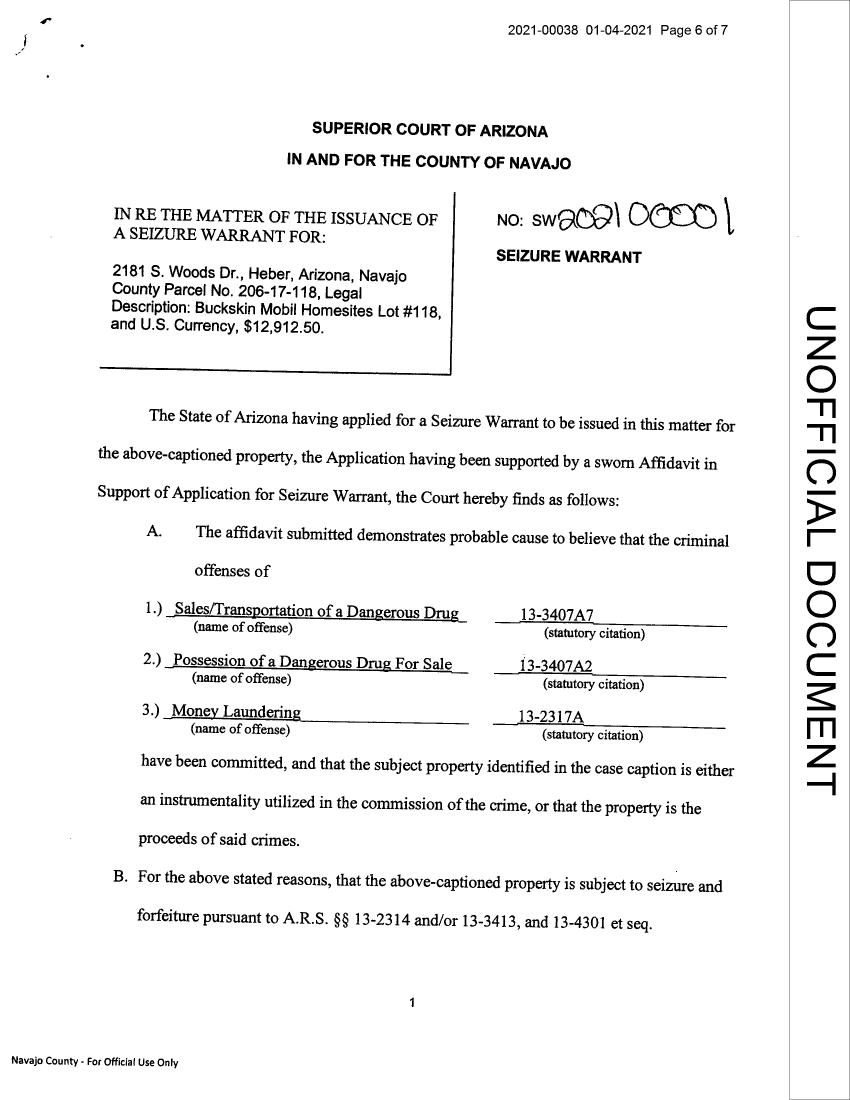 2021-00038 01-04-2021 Page 6 of 7
SUPERIOR COURT OF ARIZONA
IN AND FOR THE COUNTY OF NAVAJO
IN RE THE MATTER OF THE ISSUANCE OF
A SEIZURE WARRANT FOR:
2181 S. Woods Dr., Heber, Arizona, Navajo
County Parcel No. 206-17-118, Legal
Description: Buckskin Mobil Homesites Lot #118,
and U.S. Currency, $12,912.50.
NO: SW202100001
SEIZURE WARRANT
The State of Arizona having applied for a Seizure Warrant to be issued in this matter for
the above-captioned property, the Application having been supported by a sworn Affidavit in
Support of Application for Seizure Warrant, the Court hereby finds as follows:
A. The affidavit submitted demonstrates probable cause to believe that the criminal
offenses of
1.) Sales/Transportation of a Dangerous Drug 13-3407A7
(name of offense) (statutory citation)
2.) Possession of a Dangerous Drug For Sale 13-3407A2
(name of offense) (statutory citation)
3.) Money Laundering 13-2317A
(name of offense) (statutory citation)
have been committed, and that the subject property identified in the case caption is either
an instrumentality utilized in the commission of the crime, or that the property is the
proceeds of said crimes.
B. For the above stated reasons, that the above-captioned property is subject to seizure and
forfeiture pursuant to A.R.S. §§ 13-2314 and/or 13-3413, and 13-4301 et seq.
1
Navajo County - For Official Use Only
UNOFFICIAL DOCUMENT